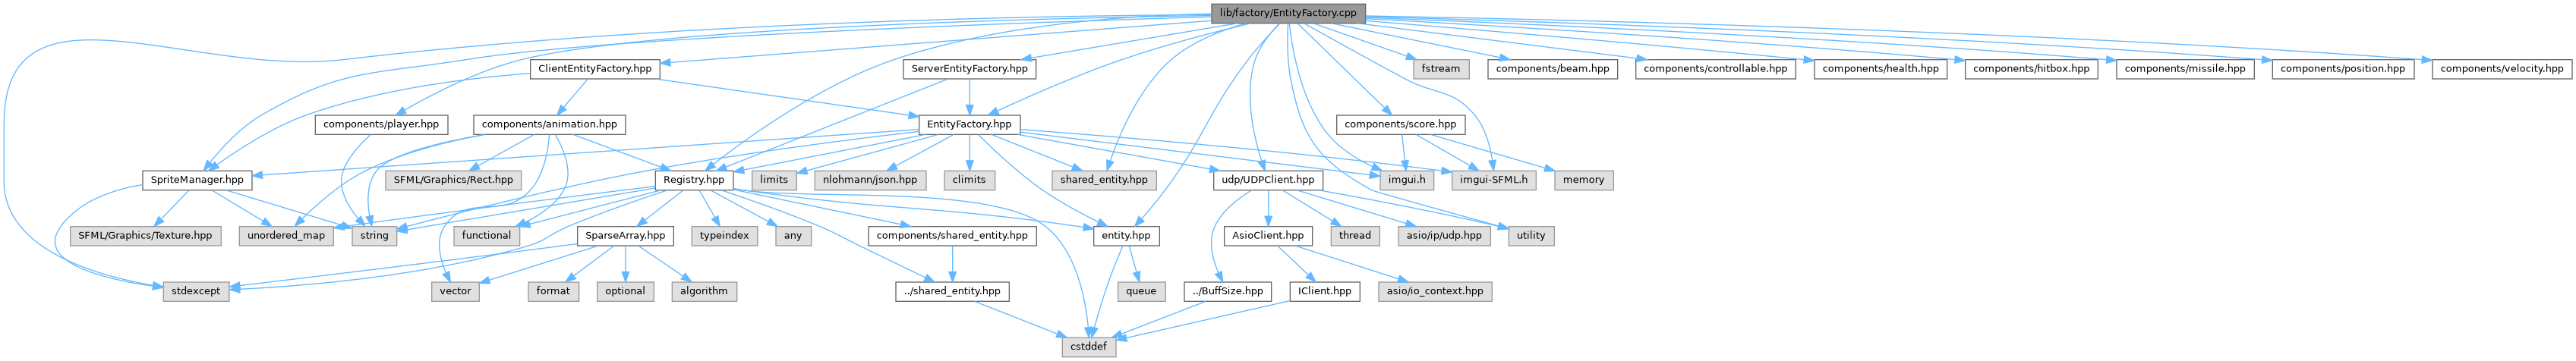 lib/factory/EntityFactory.cpp
ClientEntityFactory.hpp
ServerEntityFactory.hpp
fstream
components/beam.hpp
components/controllable.hpp
components/health.hpp
components/hitbox.hpp
components/missile.hpp
components/position.hpp
components/velocity.hpp
components/player.hpp
components/animation.hpp
EntityFactory.hpp
components/score.hpp
SpriteManager.hpp
SFML/Graphics/Rect.hpp
Registry.hpp
limits
nlohmann/json.hpp
climits
shared_entity.hpp
udp/UDPClient.hpp
imgui.h
imgui-SFML.h
memory
SFML/Graphics/Texture.hpp
unordered_map
string
functional
SparseArray.hpp
typeindex
any
components/shared_entity.hpp
entity.hpp
AsioClient.hpp
thread
asio/ip/udp.hpp
utility
stdexcept
vector
format
optional
algorithm
../shared_entity.hpp
queue
../BuffSize.hpp
IClient.hpp
asio/io_context.hpp
cstddef